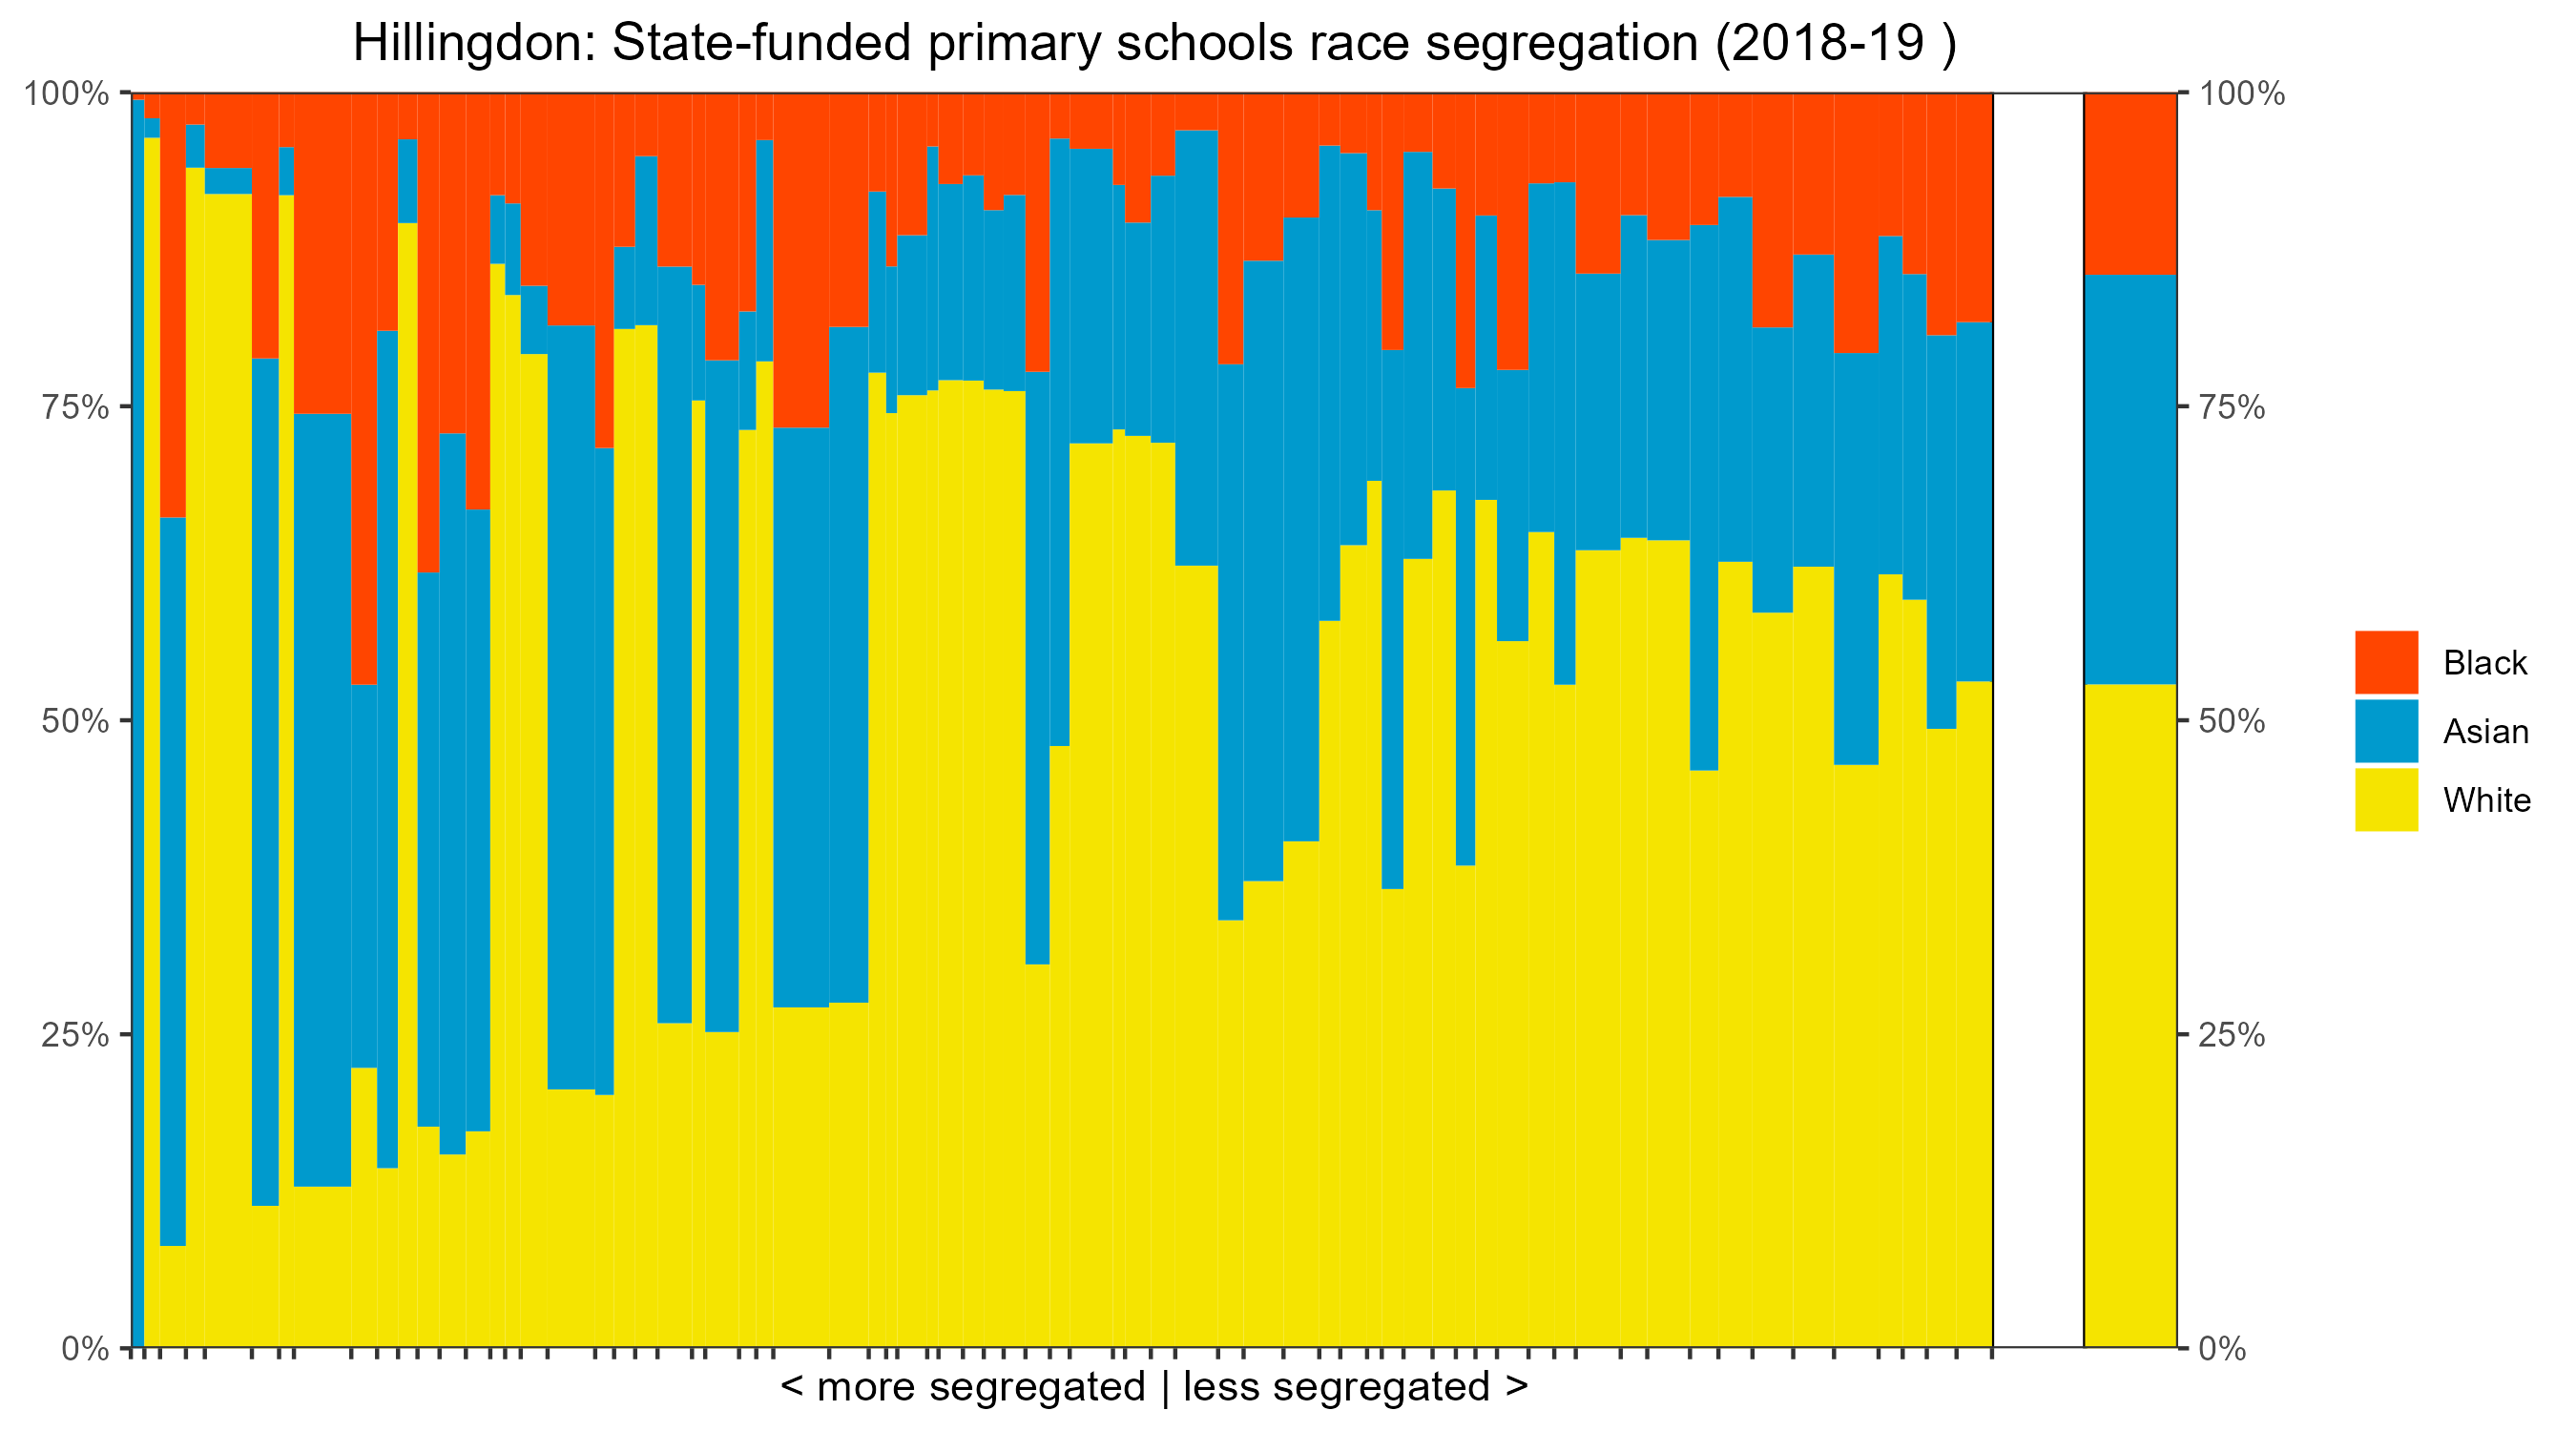 Hillingdon: State-funded primary schools race segregation (2018-19 )
100%
75%
50%
25%
0%
100%
75%
50%
25%
0%
Black
Asian
White
< more segregated | less segregated >